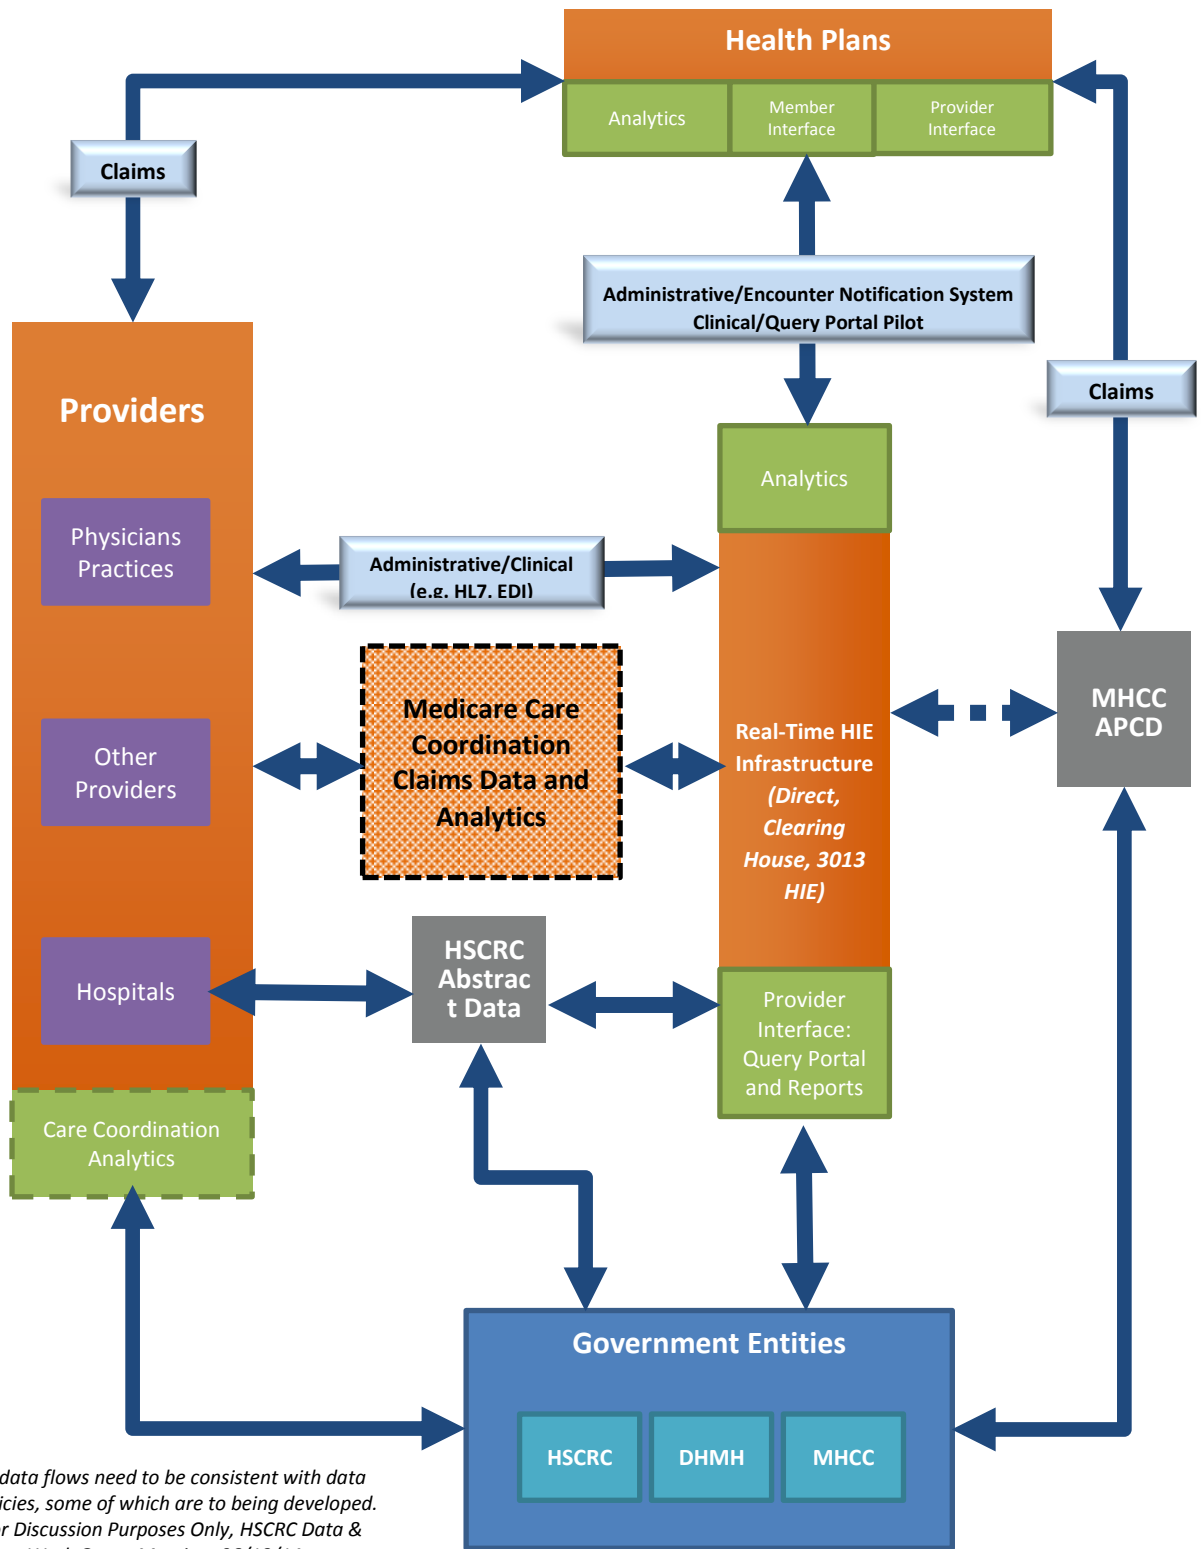 Health Plans
Analytics
Member
Interface
Provider
Interface
Claims
Administrative/Encounter Notification System
Clinical/Query Portal Pilot
Claims
Providers
Physicians
Practices
Other
Providers
Hospitals
Care Coordination
Analytics
Administrative/Clinical
(e.g. HL7, EDI)
Medicare Care
Coordination
Claims Data and
Analytics
HSCRC
Abstrac
t Data
Analytics
Real-Time HIE
Infrastructure
(Direct,
Clearing
House, 3013
HIE)
Provider
Interface:
Query Portal
and Reports
MHCC
APCD
Government Entities
HSCRC
DHMH
MHCC
data flows need to be consistent with data
icies, some of which are to being developed.
r Discussion Purposes Only, HSCRC Data &